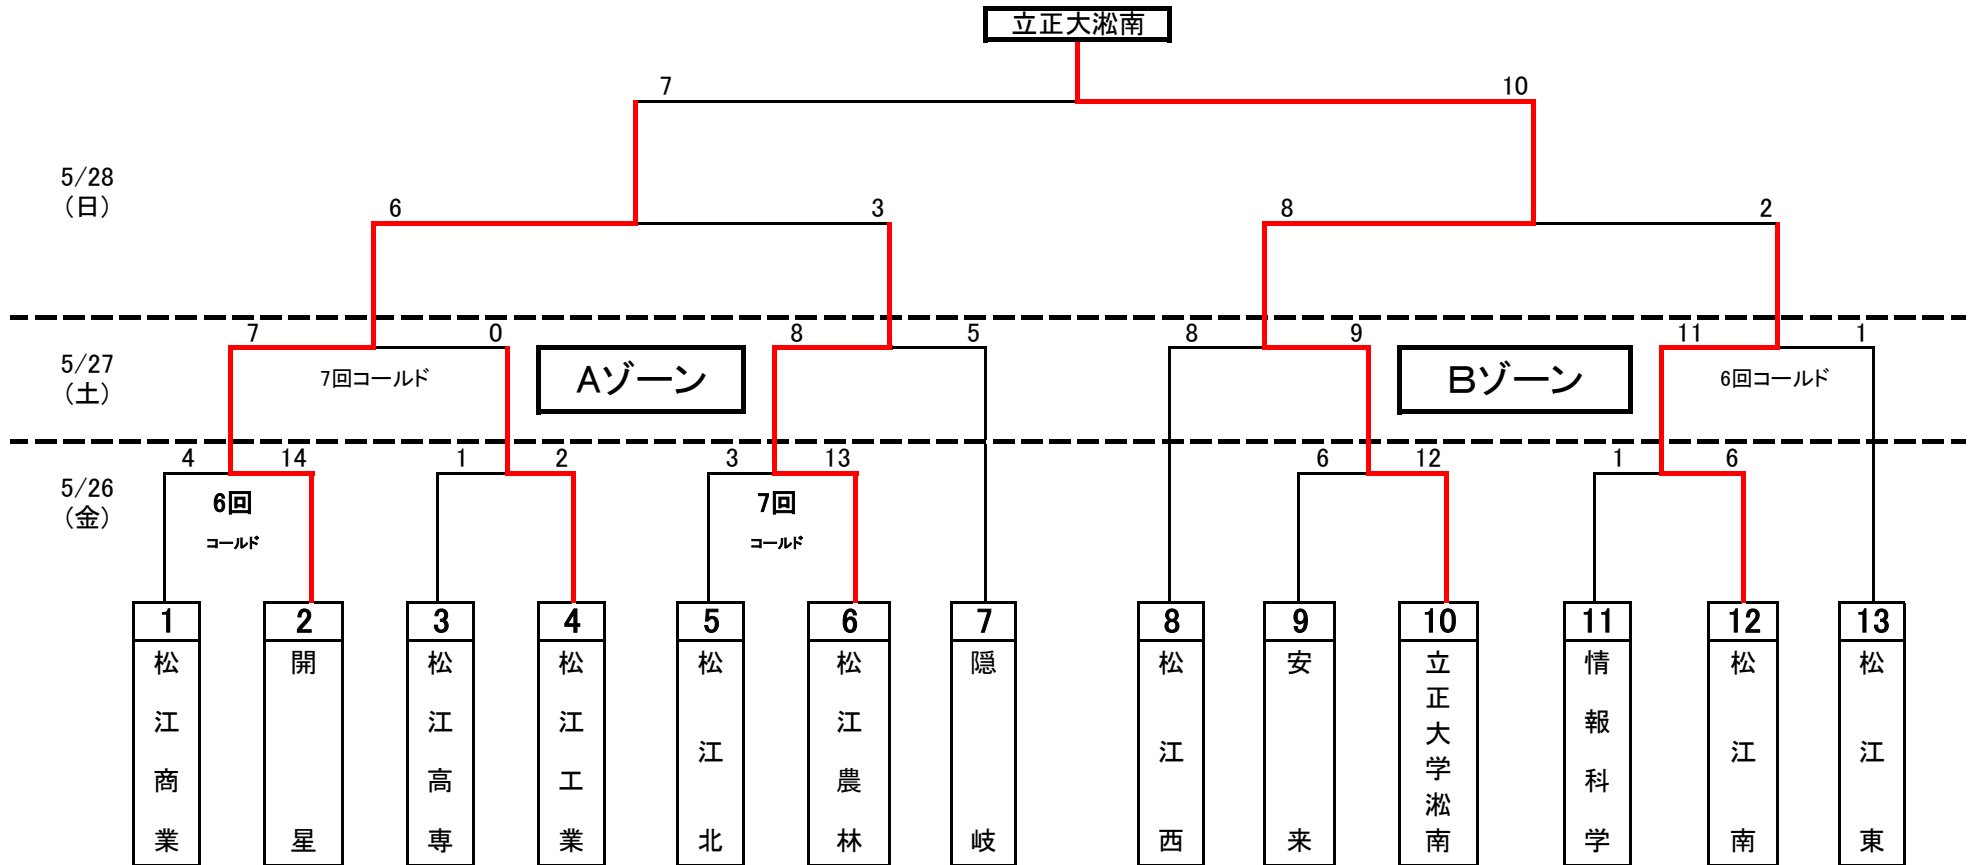 立正大淞南
7 10
5/28
（日）
6 3 8 2
7 0 8 5 8 9 11 1
5/27
（土）
7回コールド Aゾーン Bゾーン 6回コールド
4 14 1 2 3 13 6 12 1 6
5/26
（金）
6回 7回
コールド コールド
1 2 3 4 5 6 7 8 9 10 11 12 13
松江商業
開星
松江高専
松江工業
松江北
松江農林
隠岐
松江西
安来
立正大学淞南
情報科学
松江南
松江東